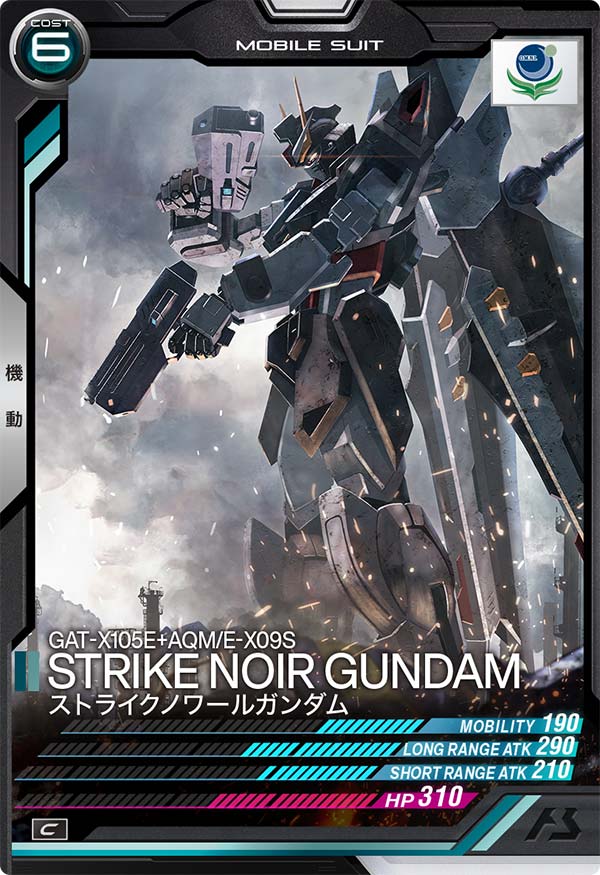 COST
6
MOBILE SUIT
O.M.N.I.
機動
GAT-X105E+AQM/E-X09S
STRIKE NOIR GUNDAM
ストライクノワールガンダム
MOBILITY 190
LONG RANGE ATK 290
SHORT RANGE ATK 210
HP 310
C